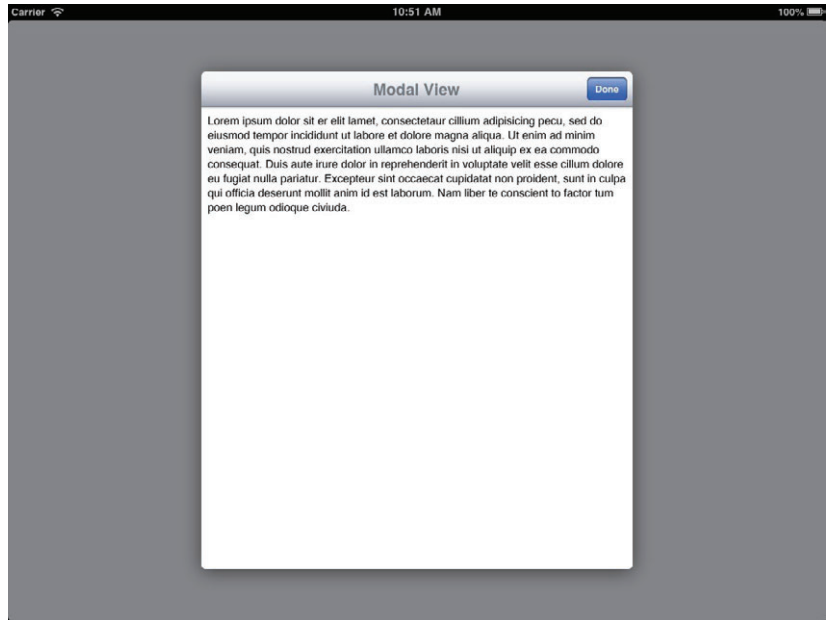 Carrier
10:51 AM
100%
Modal View
Done
Lorem ipsum dolor sit er elit lamet, consectetaur cillium adipisicing pecu, sed do
eiusmod tempor incididunt ut labore et dolore magna aliqua. Ut enim ad minim
veniam, quis nostrud exercitation ullamco laboris nisi ut aliquip ex ea commodo
consequat. Duis aute irure dolor in reprehenderit in voluptate velit esse cillum dolore
eu fugiat nulla pariatur. Excepteur sint occaecat cupidatat non proident, sunt in culpa
qui officia deserunt mollit anim id est laborum. Nam liber te conscient to factor tum
poen legum odioque civiuda.